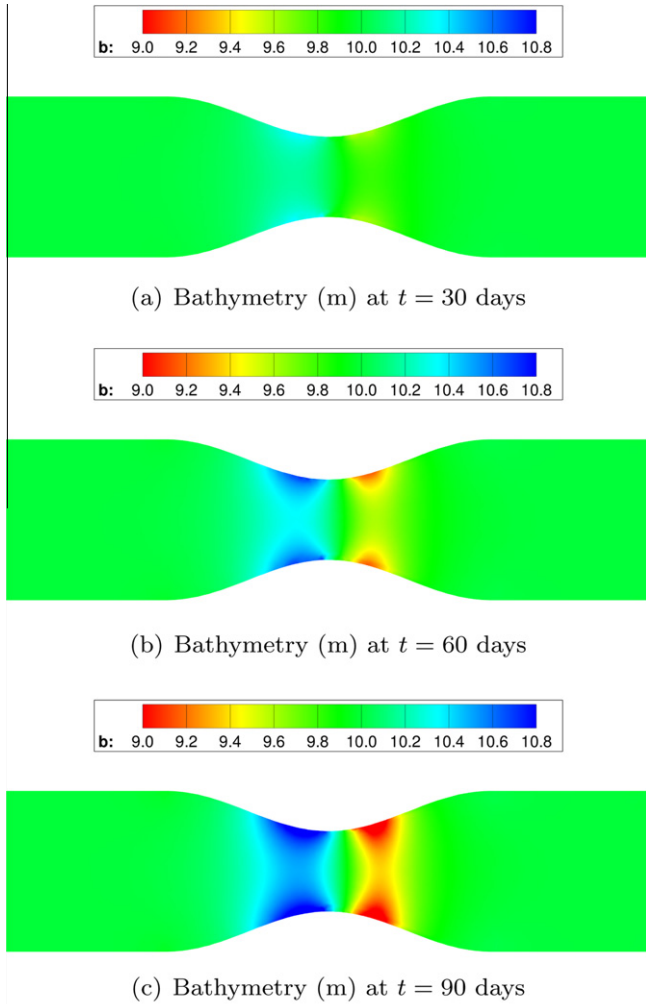 b: 9.0 9.2 9.4 9.6 9.8 10.0 10.2 10.4 10.6 10.8
(a) Bathymetry (m) at t = 30 days
b: 9.0 9.2 9.4 9.6 9.8 10.0 10.2 10.4 10.6 10.8
(b) Bathymetry (m) at t = 60 days
b: 9.0 9.2 9.4 9.6 9.8 10.0 10.2 10.4 10.6 10.8
(c) Bathymetry (m) at t = 90 days